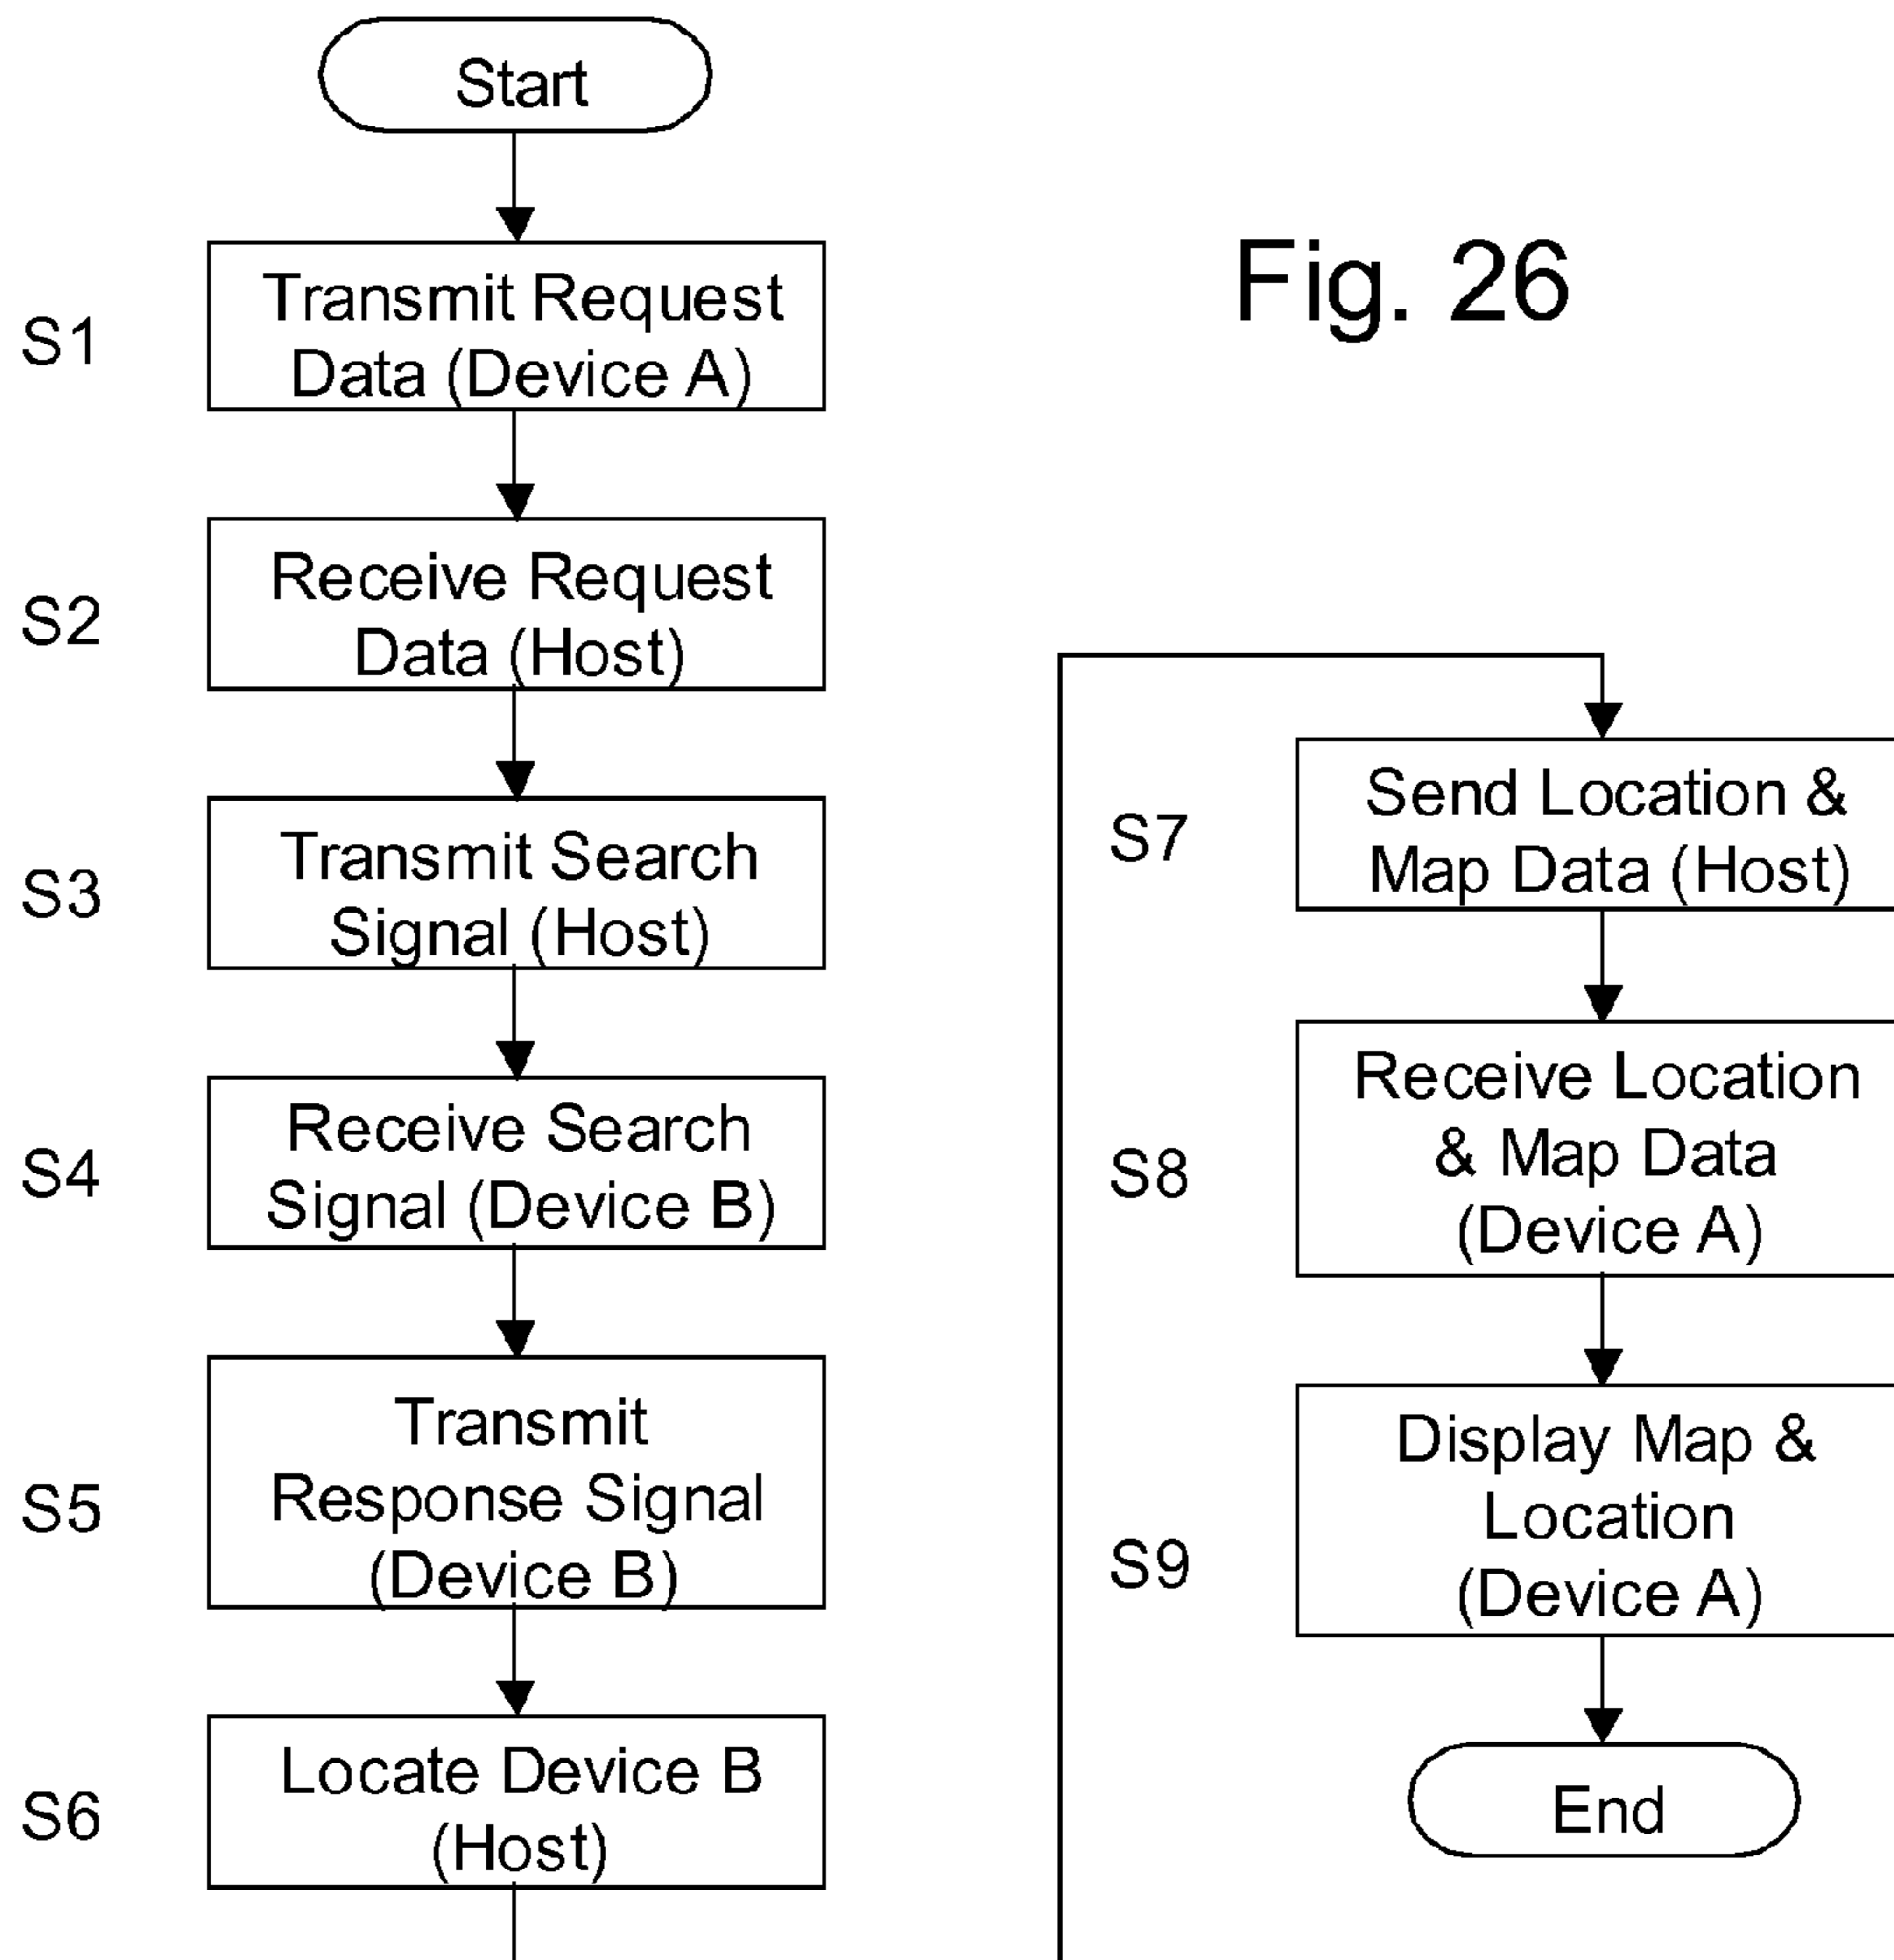 Start
Fig. 26
S1
Transmit Request
Data (Device A)
S2
Receive Request
Data (Host)
S3
Transmit Search
Signal (Host)
S4
Receive Search
Signal (Device B)
S5
Transmit
Response Signal
(Device B)
S6
Locate Device B
(Host)
S7
Send Location &
Map Data (Host)
S8
Receive Location
& Map Data
(Device A)
S9
Display Map &
Location
(Device A)
End